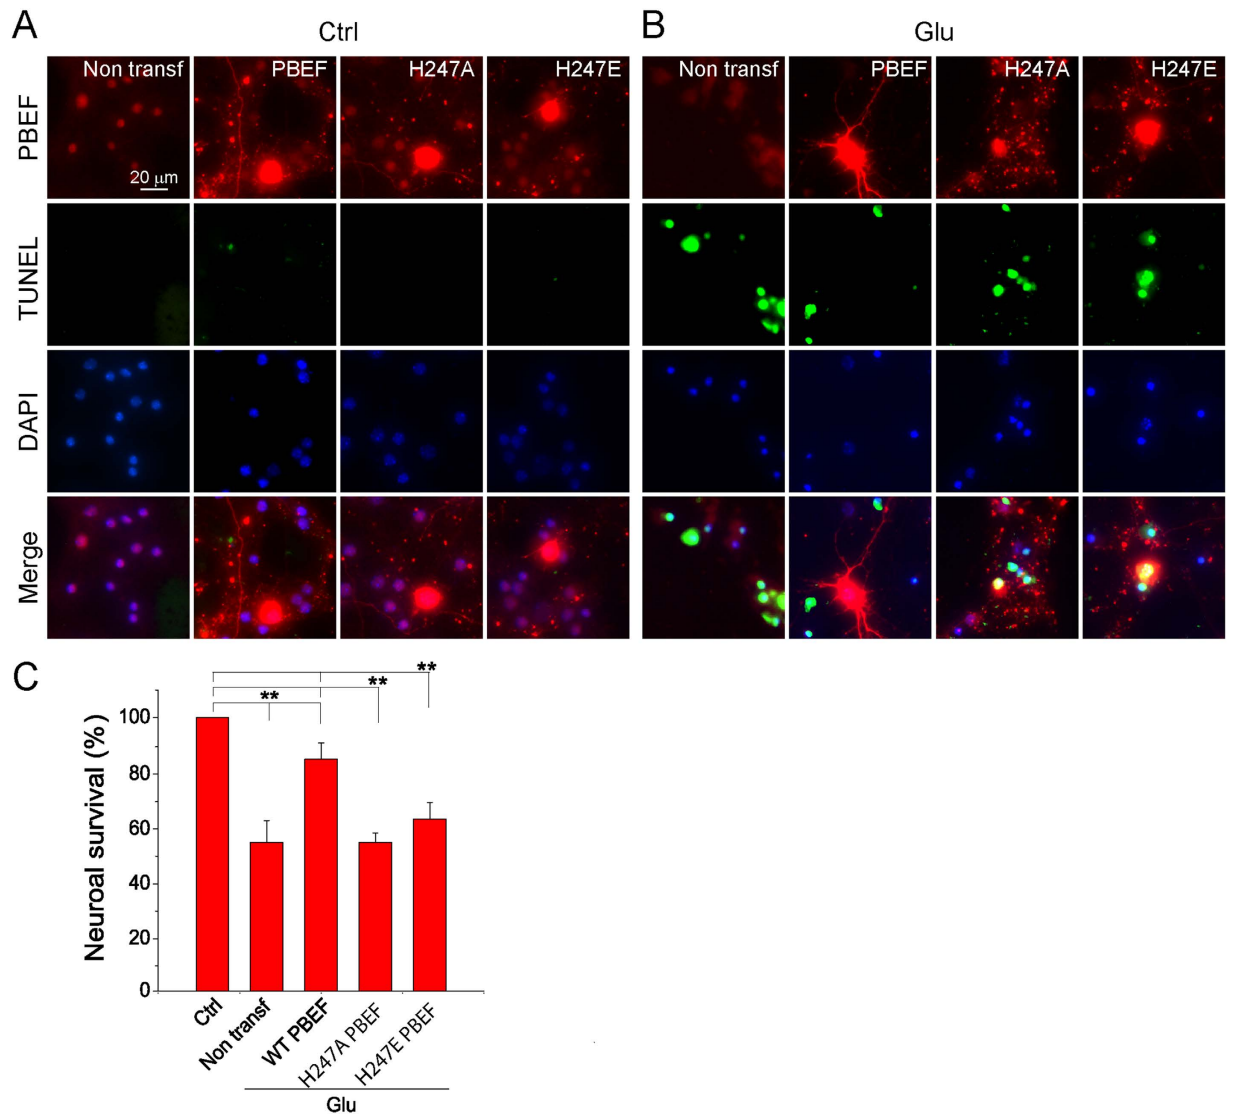 A
Ctrl
B
Glu
Non transf
PBEF
H247A
H247E
Non transf
PBEF
H247A
H247E
PBEF
20 μm
TUNEL
DAPI
Merge
C
**
**
**
Neuroal survival (%)
100
80
60
40
20
0
Ctrl
Non transf
WT PBEF
H247A PBEF
H247E PBEF
Glu